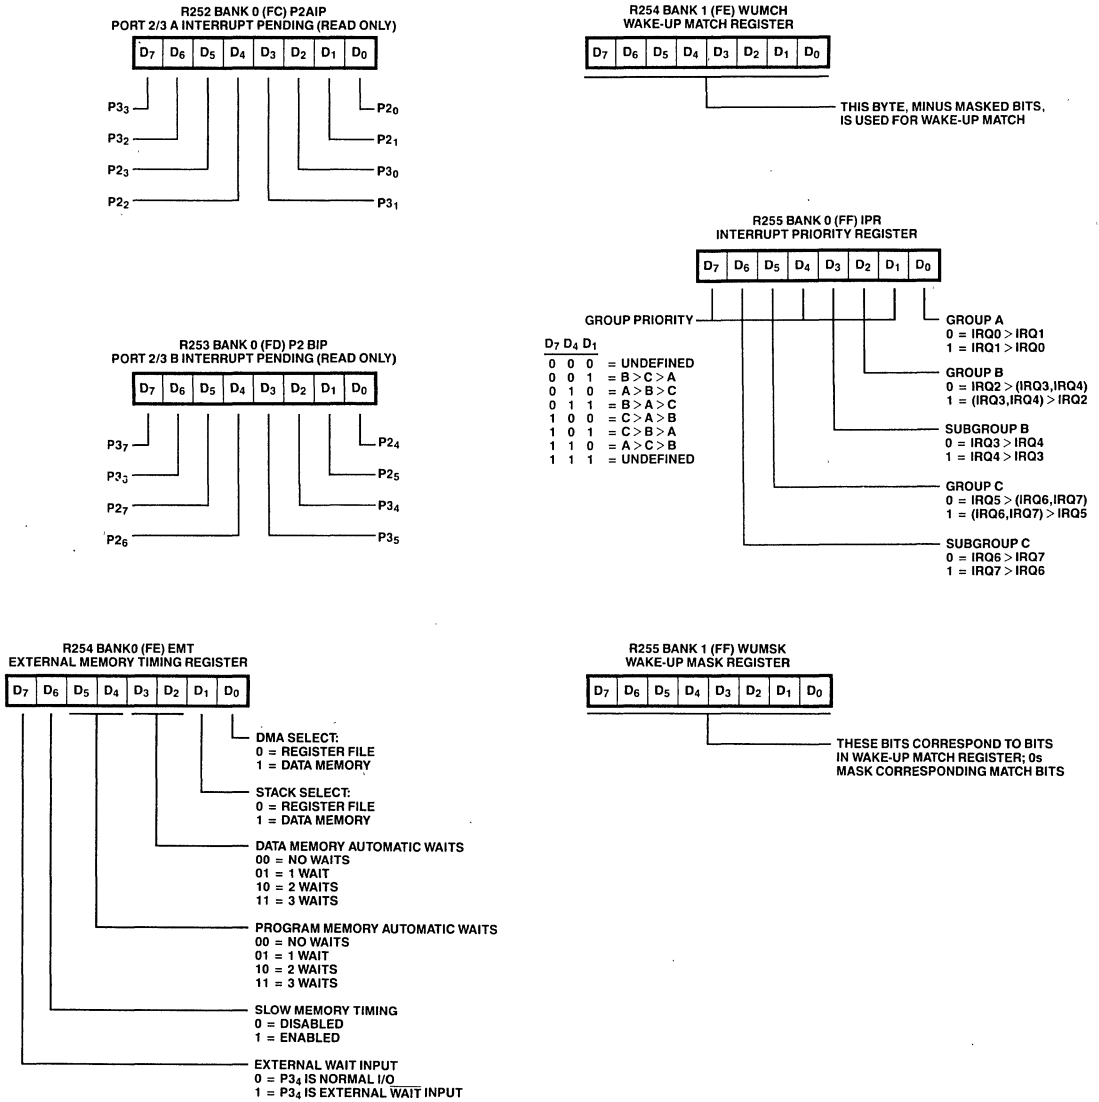 R252 BANK 0 (FC) P2AIP
PORT 2/3 A INTERRUPT PENDING (READ ONLY)
D7 D6 D5 D4 D3 D2 D1 D0
P33
P32
P23
P22
P20
P21
P30
P31
R253 BANK 0 (FD) P2 BIP
PORT 2/3 B INTERRUPT PENDING (READ ONLY)
D7 D6 D5 D4 D3 D2 D1 D0
P37
P33
P27
P26
P24
P25
P34
P35
R254 BANK0 (FE) EMT
EXTERNAL MEMORY TIMING REGISTER
D7 D6 D5 D4 D3 D2 D1 D0
DMA SELECT:
0 = REGISTER FILE
1 = DATA MEMORY
STACK SELECT:
0 = REGISTER FILE
1 = DATA MEMORY
DATA MEMORY AUTOMATIC WAITS
00 = NO WAITS
01 = 1 WAIT
10 = 2 WAITS
11 = 3 WAITS
PROGRAM MEMORY AUTOMATIC WAITS
00 = NO WAITS
01 = 1 WAIT
10 = 2 WAITS
11 = 3 WAITS
SLOW MEMORY TIMING
0 = DISABLED
1 = ENABLED
EXTERNAL WAIT INPUT
0 = P34 IS NORMAL I/O
1 = P34 IS EXTERNAL WAIT INPUT
R254 BANK 1 (FE) WUMCH
WAKE-UP MATCH REGISTER
D7 D6 D5 D4 D3 D2 D1 D0
THIS BYTE, MINUS MASKED BITS,
IS USED FOR WAKE-UP MATCH
R255 BANK 0 (FF) IPR
INTERRUPT PRIORITY REGISTER
D7 D6 D5 D4 D3 D2 D1 D0
GROUP PRIORITY
D7 D4 D1
0 0 0 = UNDEFINED
0 0 1 = B > C > A
0 1 0 = A > B > C
0 1 1 = B > A > C
1 0 0 = C > A > B
1 0 1 = C > B > A
1 1 0 = A > C > B
1 1 1 = UNDEFINED
GROUP A
0 = IRQ0 > IRQ1
1 = IRQ1 > IRQ0
GROUP B
0 = IRQ2 > (IRQ3,IRQ4)
1 = (IRQ3,IRQ4) > IRQ2
SUBGROUP B
0 = IRQ3 > IRQ4
1 = IRQ4 > IRQ3
GROUP C
0 = IRQ5 > (IRQ6,IRQ7)
1 = (IRQ6,IRQ7) > IRQ5
SUBGROUP C
0 = IRQ6 > IRQ7
1 = IRQ7 > IRQ6
R255 BANK 1 (FF) WUMSK
WAKE-UP MASK REGISTER
D7 D6 D5 D4 D3 D2 D1 D0
THESE BITS CORRESPOND TO BITS
IN WAKE-UP MATCH REGISTER; 0s
MASK CORRESPONDING MATCH BITS